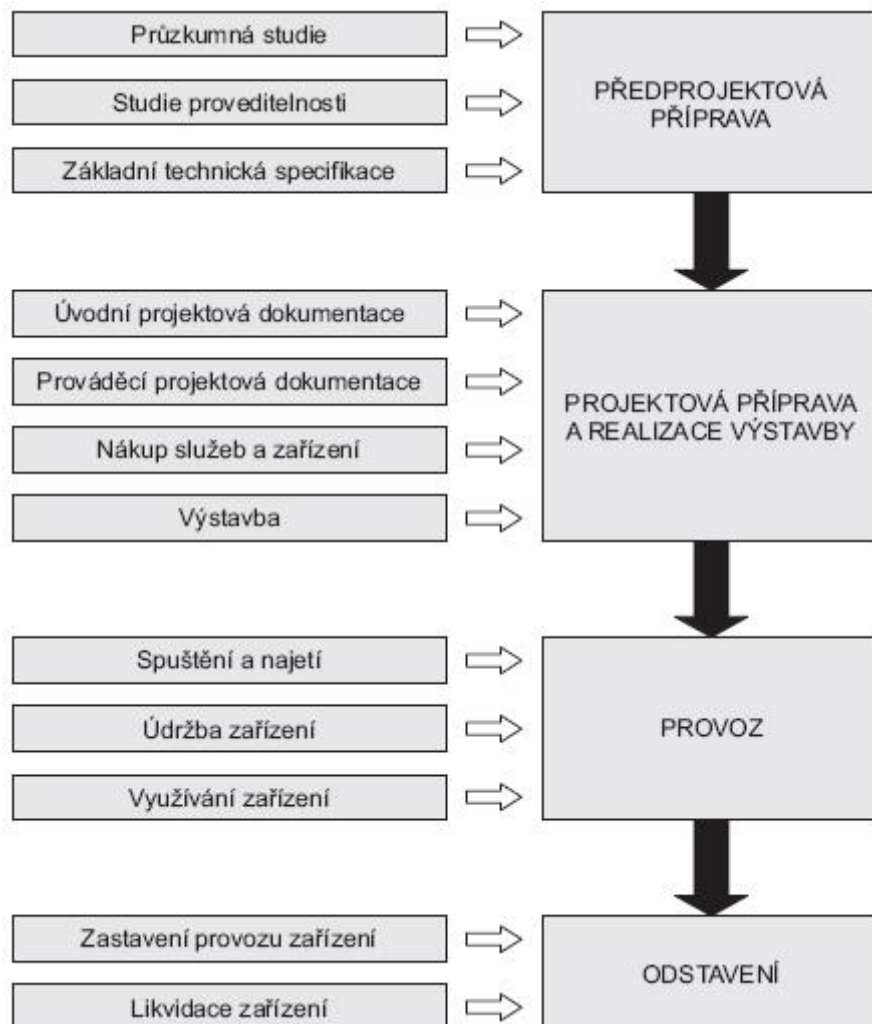 Průzkumná studie
Studie proveditelnosti
Základní technická specifikace
PŘEDPROJEKTOVÁ
PŘÍPRAVA
Úvodní projektová dokumentace
Prováděcí projektová dokumentace
Nákup služeb a zařízení
Výstavba
PROJEKTOVÁ PŘÍPRAVA
A REALIZACE VÝSTAVBY
Spuštění a najetí
Údržba zařízení
Využívání zařízení
PROVOZ
Zastavení provozu zařízení
Likvidace zařízení
ODSTAVENÍ